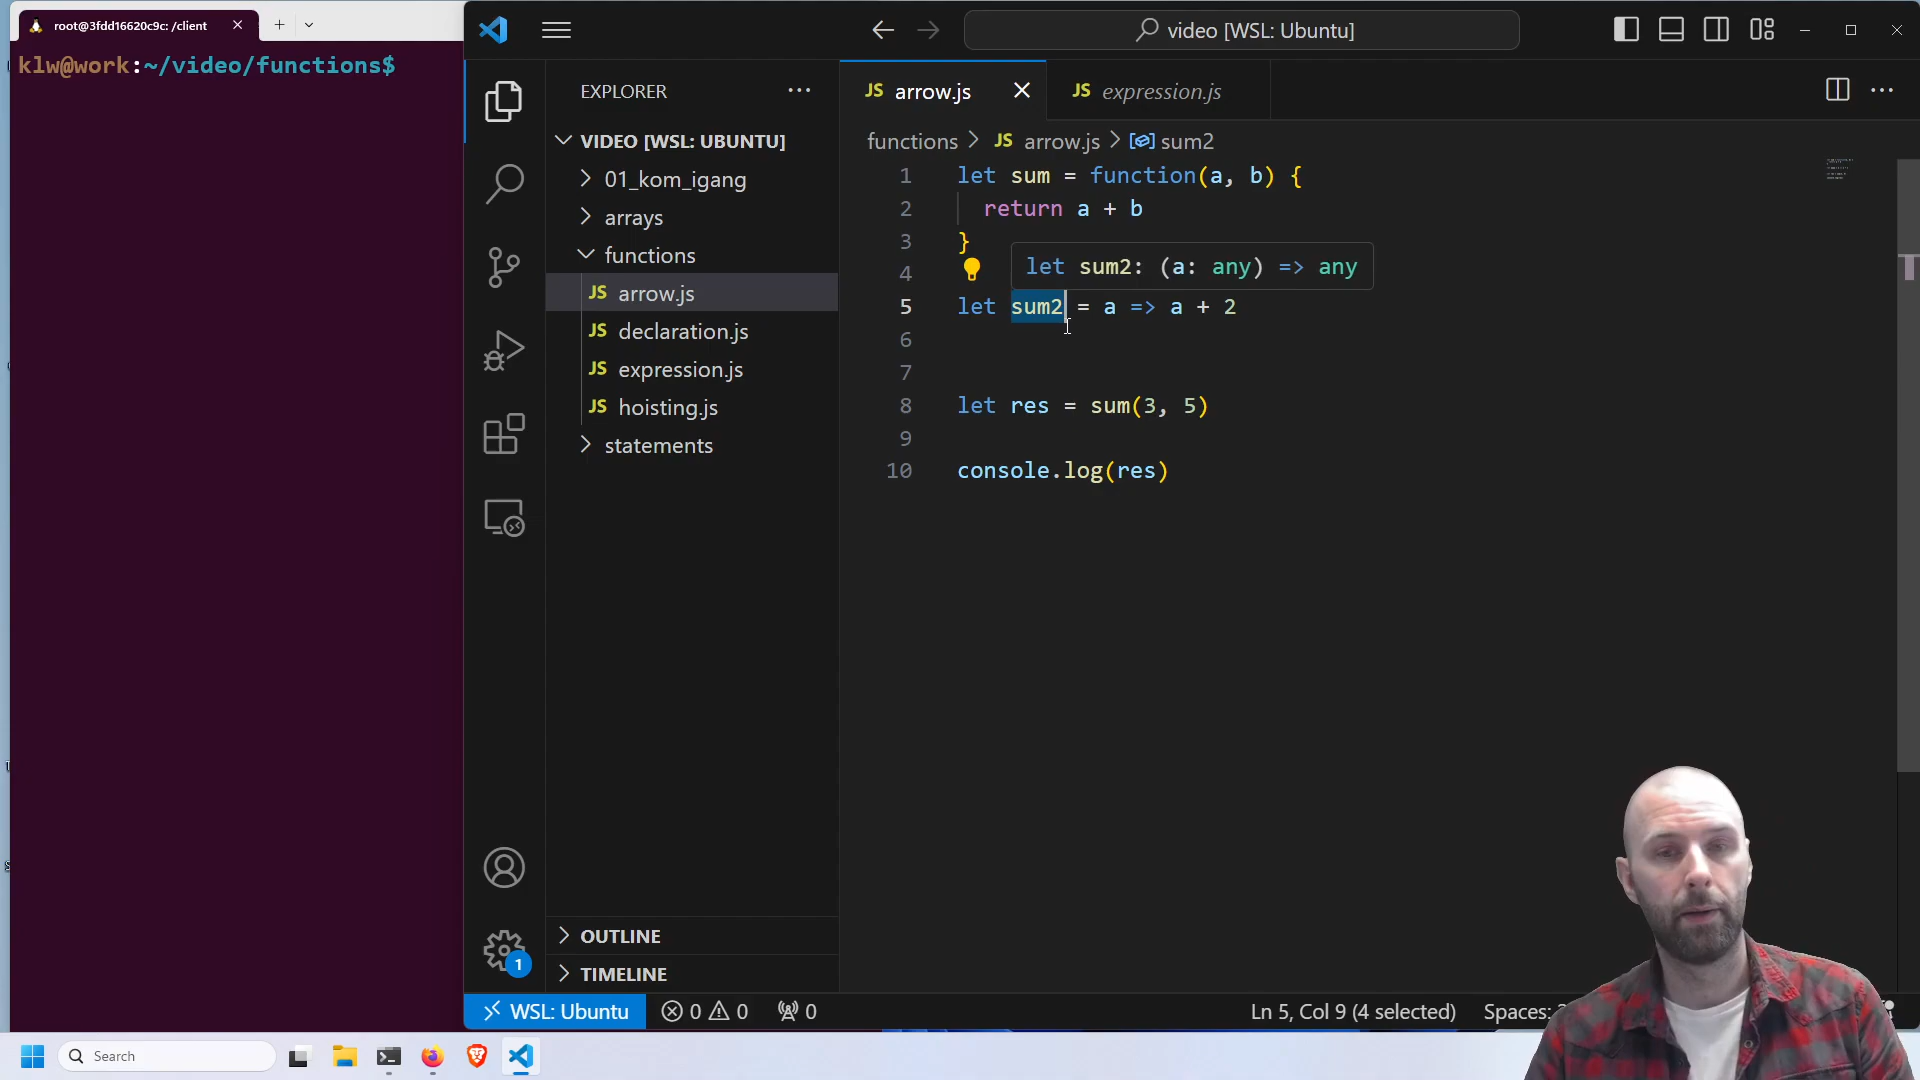 root@3fdd16620c9c: /client
klw@work:~/video/functions$
video [WSL: Ubuntu]
EXPLORER
VIDEO [WSL: UBUNTU]
01_kom_igang
arrays
functions
JS arrow.js
JS declaration.js
JS expression.js
JS hoisting.js
statements
OUTLINE
TIMELINE
JS arrow.js
JS expression.js
functions > JS arrow.js > sum2
1 let sum = function(a, b) {
2 return a + b
3 }
4
let sum2: (a: any) => any
5 let sum2 = a => a + 2
6
7
8 let res = sum(3, 5)
9
10 console.log(res)
1
WSL: Ubuntu
0 0
0
Ln 5, Col 9 (4 selected)
Spaces:
Search